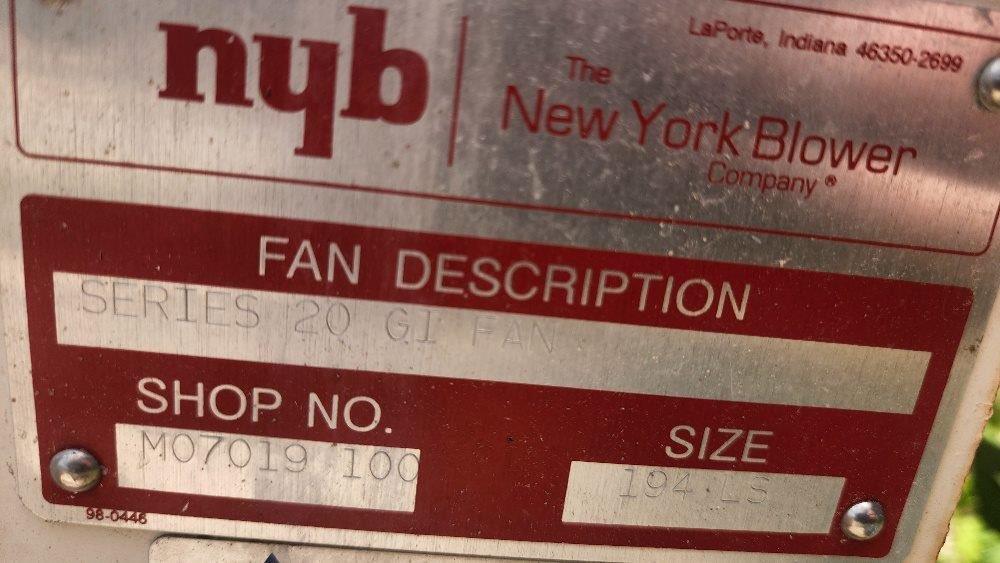 nyb
LaPorte, Indiana 46350-2699
The
New York Blower
Company ®
FAN DESCRIPTION
SERIES 20 GI FAN
SHOP NO.
M07019 100
SIZE
194 LS
98-0446